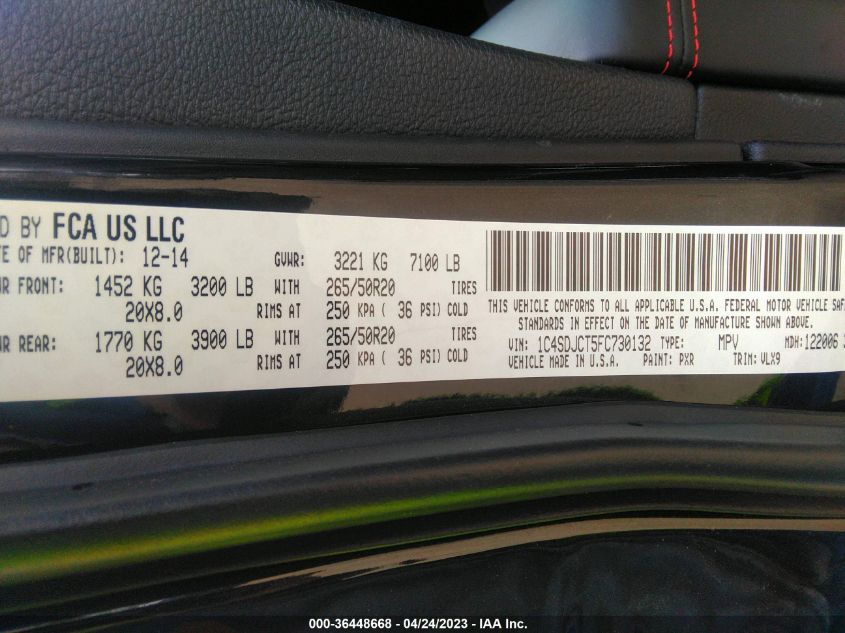 D BY FCA US LLC
TE OF MFR(BUILT): 12-14 GVWR: 3221 KG 7100 LB
WR FRONT: 1452 KG 3200 LB WITH 265/50R20 TIRES
20X8.0 RIMS AT 250 KPA ( 36 PSI) COLD
WR REAR: 1770 KG 3900 LB WITH 265/50R20 TIRES
20X8.0 RIMS AT 250 KPA ( 36 PSI) COLD
THIS VEHICLE CONFORMS TO ALL APPLICABLE U.S.A. FEDERAL MOTOR VEHICLE SAFE
STANDARDS IN EFFECT ON THE DATE OF MANUFACTURE SHOWN ABOVE.
VIN: 1C4SDJCT5FC730132 TYPE: MPV MDH: 122006
VEHICLE MADE IN U.S.A. PAINT: PXR TRIM: VLX9
000-36448668 - 04/24/2023 - IAA Inc.